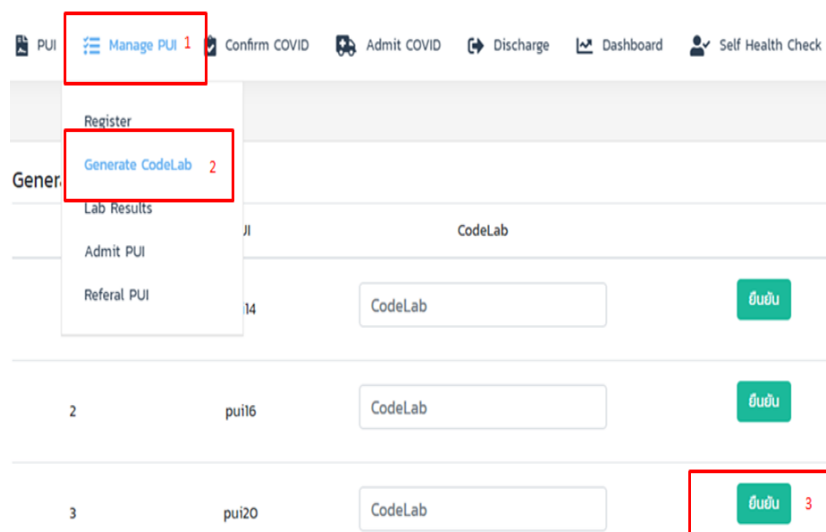 PUI Manage PUI 1 Confirm COVID Admit COVID Discharge Dashboard Self Health Check
Register
Generate CodeLab 2
Gener
Lab Results
UI CodeLab
Admit PUI
Referal PUI
14 CodeLab ยืนยัน
2 pui16 CodeLab ยืนยัน
3 pui20 CodeLab ยืนยัน 3